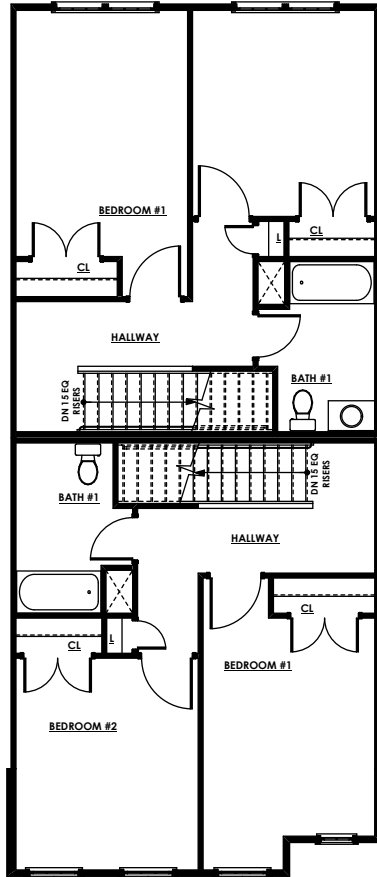 BEDROOM #1
L
CL
CL
HALLWAY
BATH #1
DN 15 EQ
RISERS
BATH #1
DN 15 EQ
RISERS
HALLWAY
CL
L
CL
BEDROOM #1
BEDROOM #2